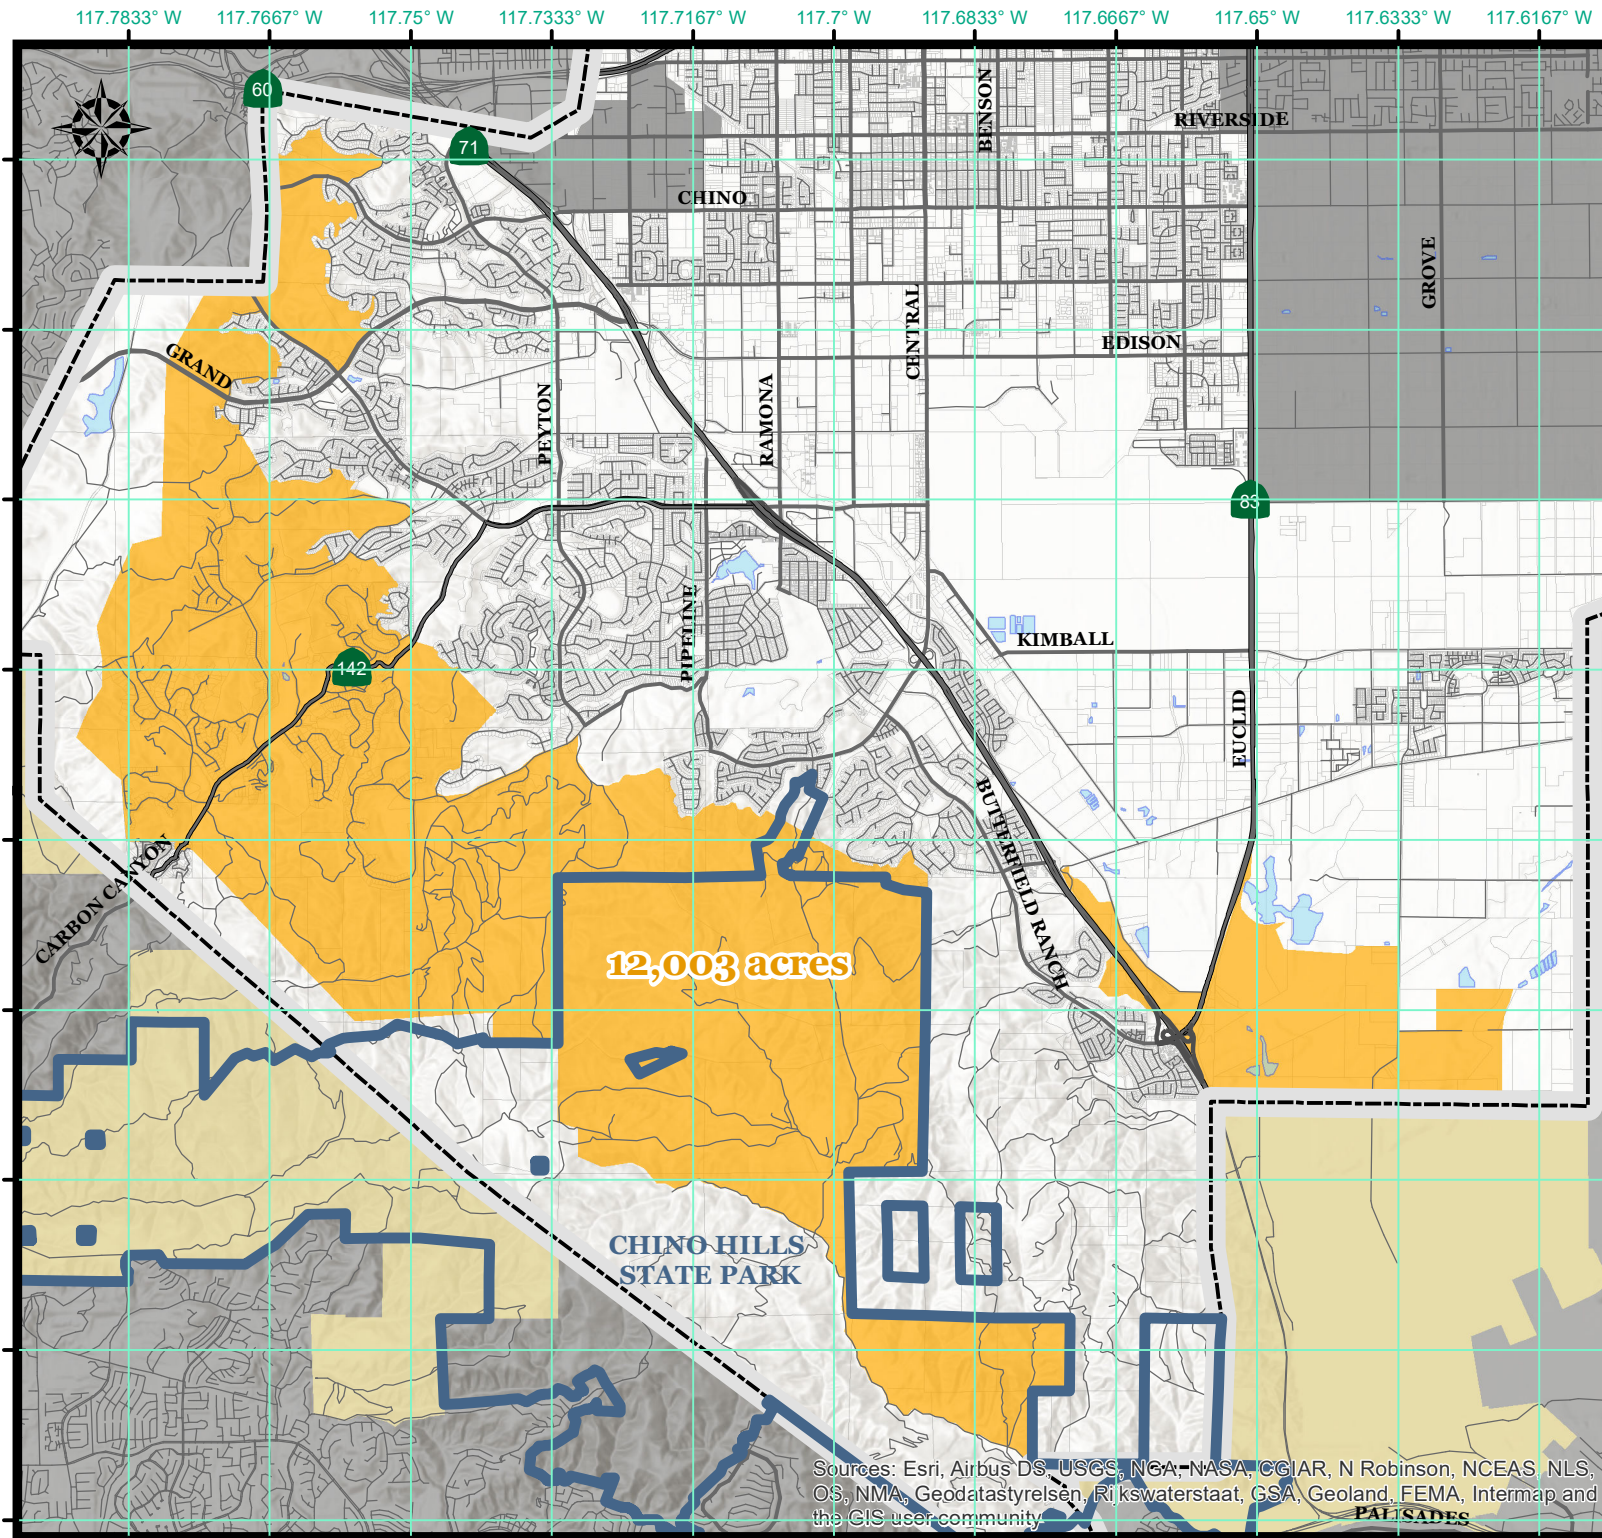 117.7833° W 117.7667° W 117.75° W 117.7333° W 117.7167° W 117.7° W 117.6833° W 117.6667° W 117.65° W 117.6333° W 117.6167° W
60
71
BENSON
RIVERSIDE
CHINO
GROVE
CENTRAL
EDISON
GRAND
PEYTON
RAMONA
83
PIPELINE
KIMBALL
142
EUCLID
BUTTERFIELD RANCH
CARBON CANYON
12,003 acres
CHINO HILLS
STATE PARK
Sources: Esri, Airbus DS, USGS, NGA, NASA, CGIAR, N Robinson, NCEAS, NLS,
OS, NMA, Geodatastyrelsen, Rijkswaterstaat, GSA, Geoland, FEMA, Intermap and
the GIS user community
PALISADES